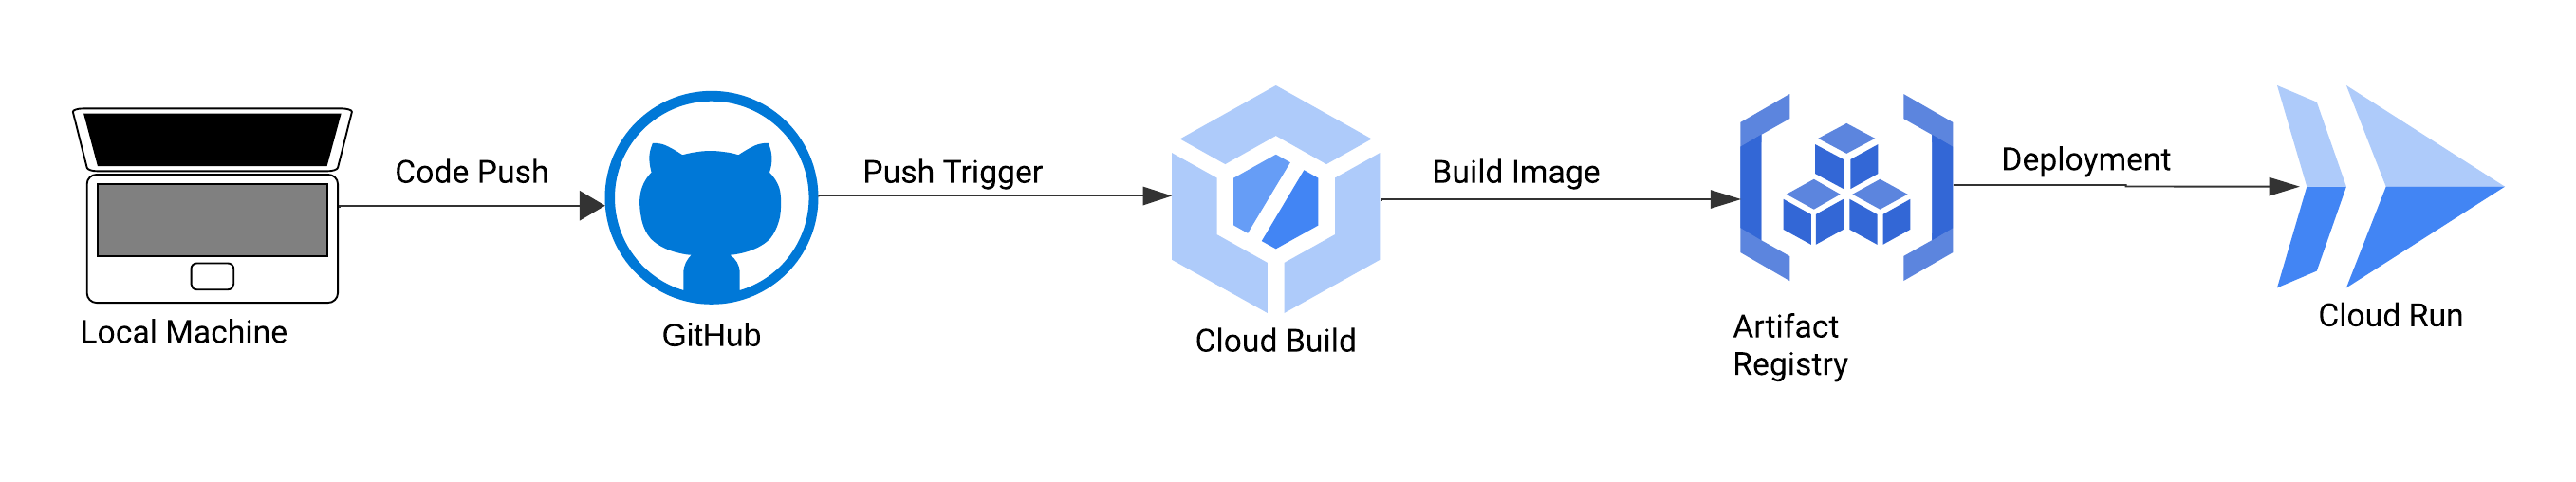 Code Push
Push Trigger
Build Image
Deployment
Local Machine
GitHub
Cloud Build
Artifact
Registry
Cloud Run